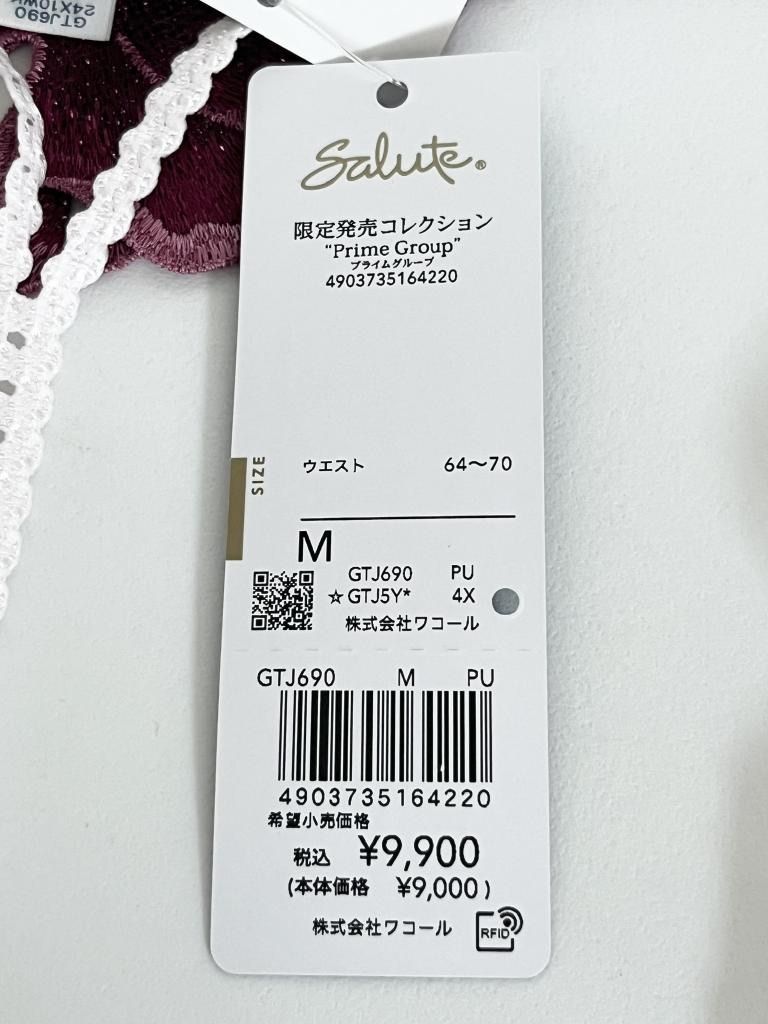 GTJ690
24X10WK
Salute®
限定発売コレクション
“Prime Group”
プライムグループ
4903735164220
SIZE
ウエスト 64〜70
M
GTJ690 PU
☆GTJ5Y* 4X
株式会社ワコール
GTJ690 M PU
4903735164220
希望小売価格
税込 ¥9,900
(本体価格 ¥9,000)
株式会社ワコール
RFID